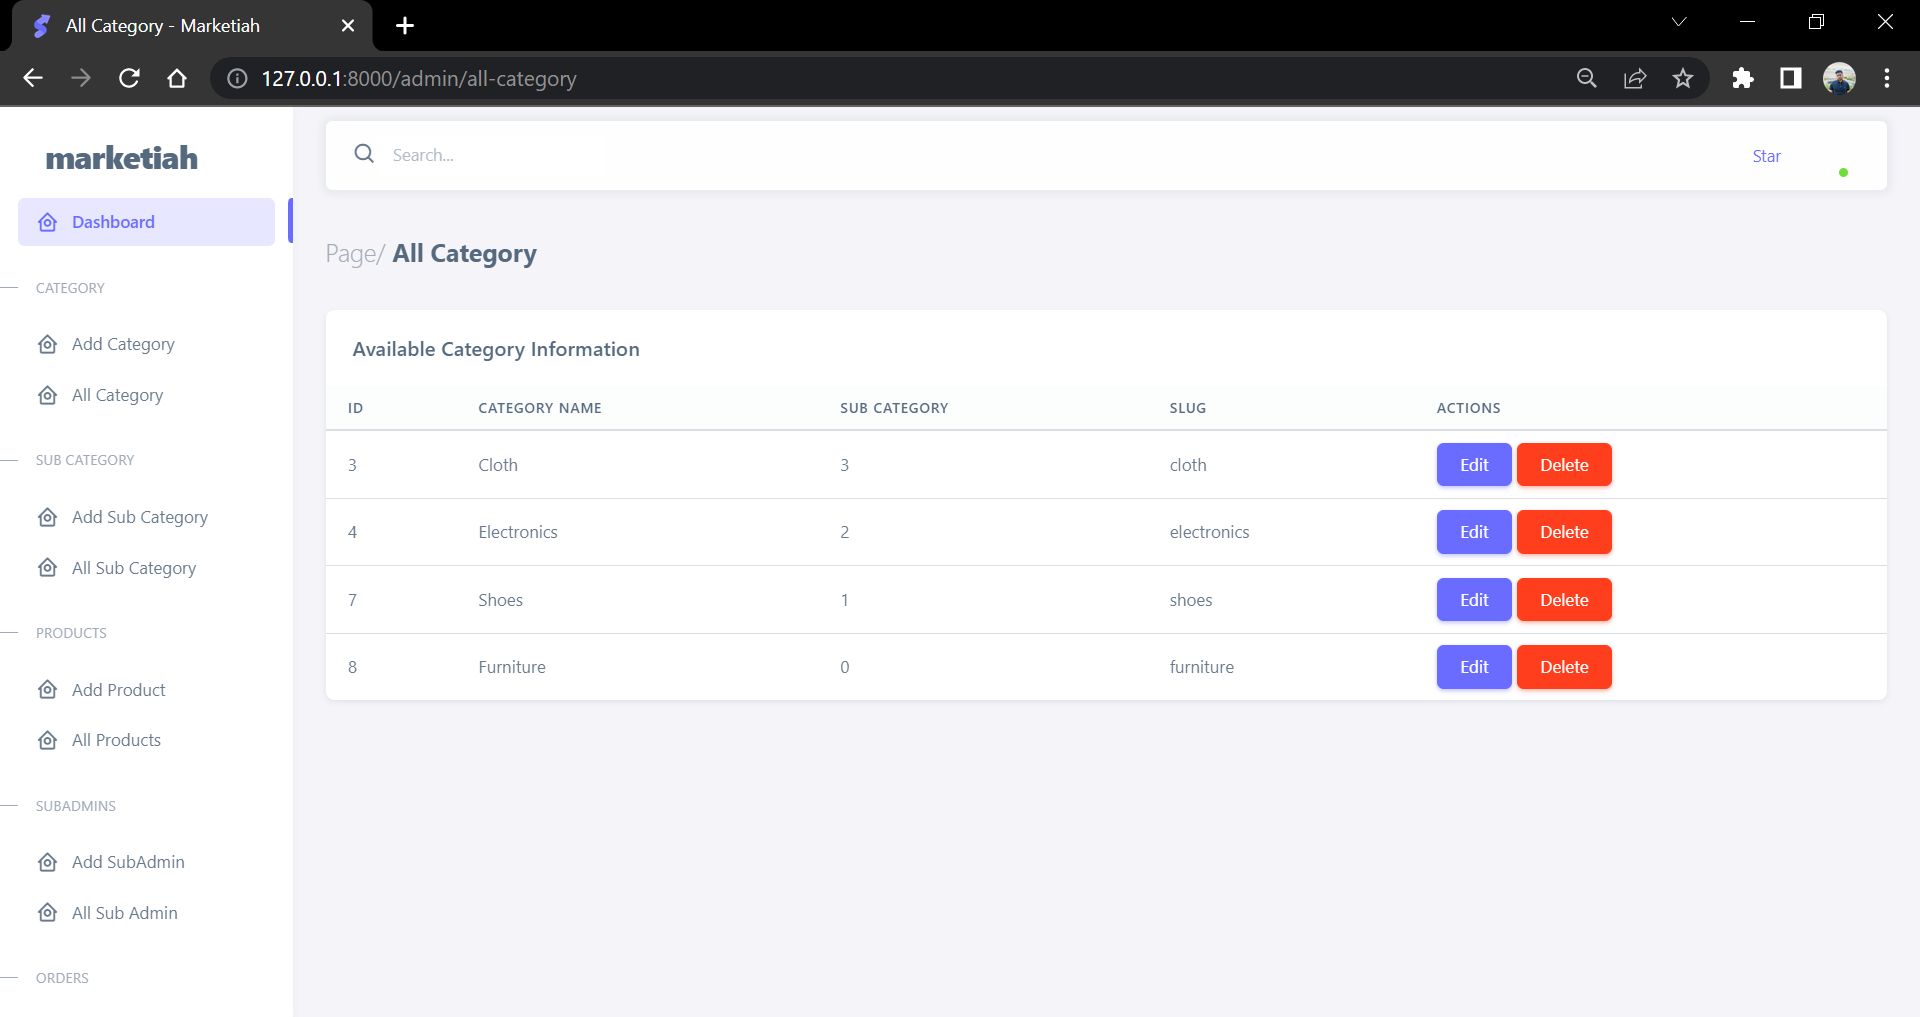 All Category - Marketiah
127.0.0.1:8000/admin/all-category
marketiah
Dashboard
CATEGORY
Add Category
All Category
SUB CATEGORY
Add Sub Category
All Sub Category
PRODUCTS
Add Product
All Products
SUBADMINS
Add SubAdmin
All Sub Admin
ORDERS
Search...
Star
Page/ All Category
Available Category Information
ID CATEGORY NAME SUB CATEGORY SLUG ACTIONS
3 Cloth 3 cloth Edit Delete
4 Electronics 2 electronics Edit Delete
7 Shoes 1 shoes Edit Delete
8 Furniture 0 furniture Edit Delete